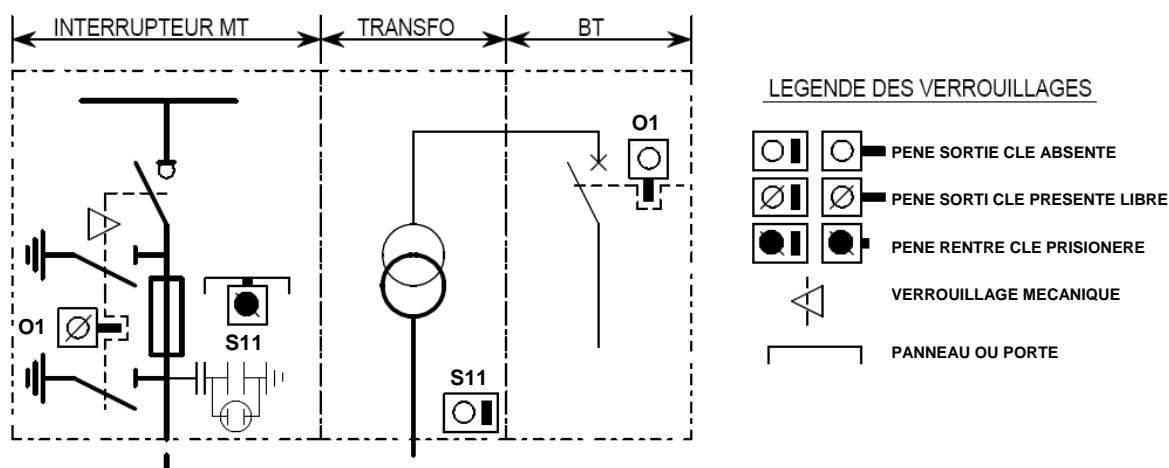 INTERRUPTEUR MT
TRANSFO
BT
O1
O1
S11
S11
LEGENDE DES VERROUILLAGES
PENE SORTIE CLE ABSENTE
PENE SORTI CLE PRESENTE LIBRE
PENE RENTRE CLE PRISIONERE
VERROUILLAGE MECANIQUE
PANNEAU OU PORTE